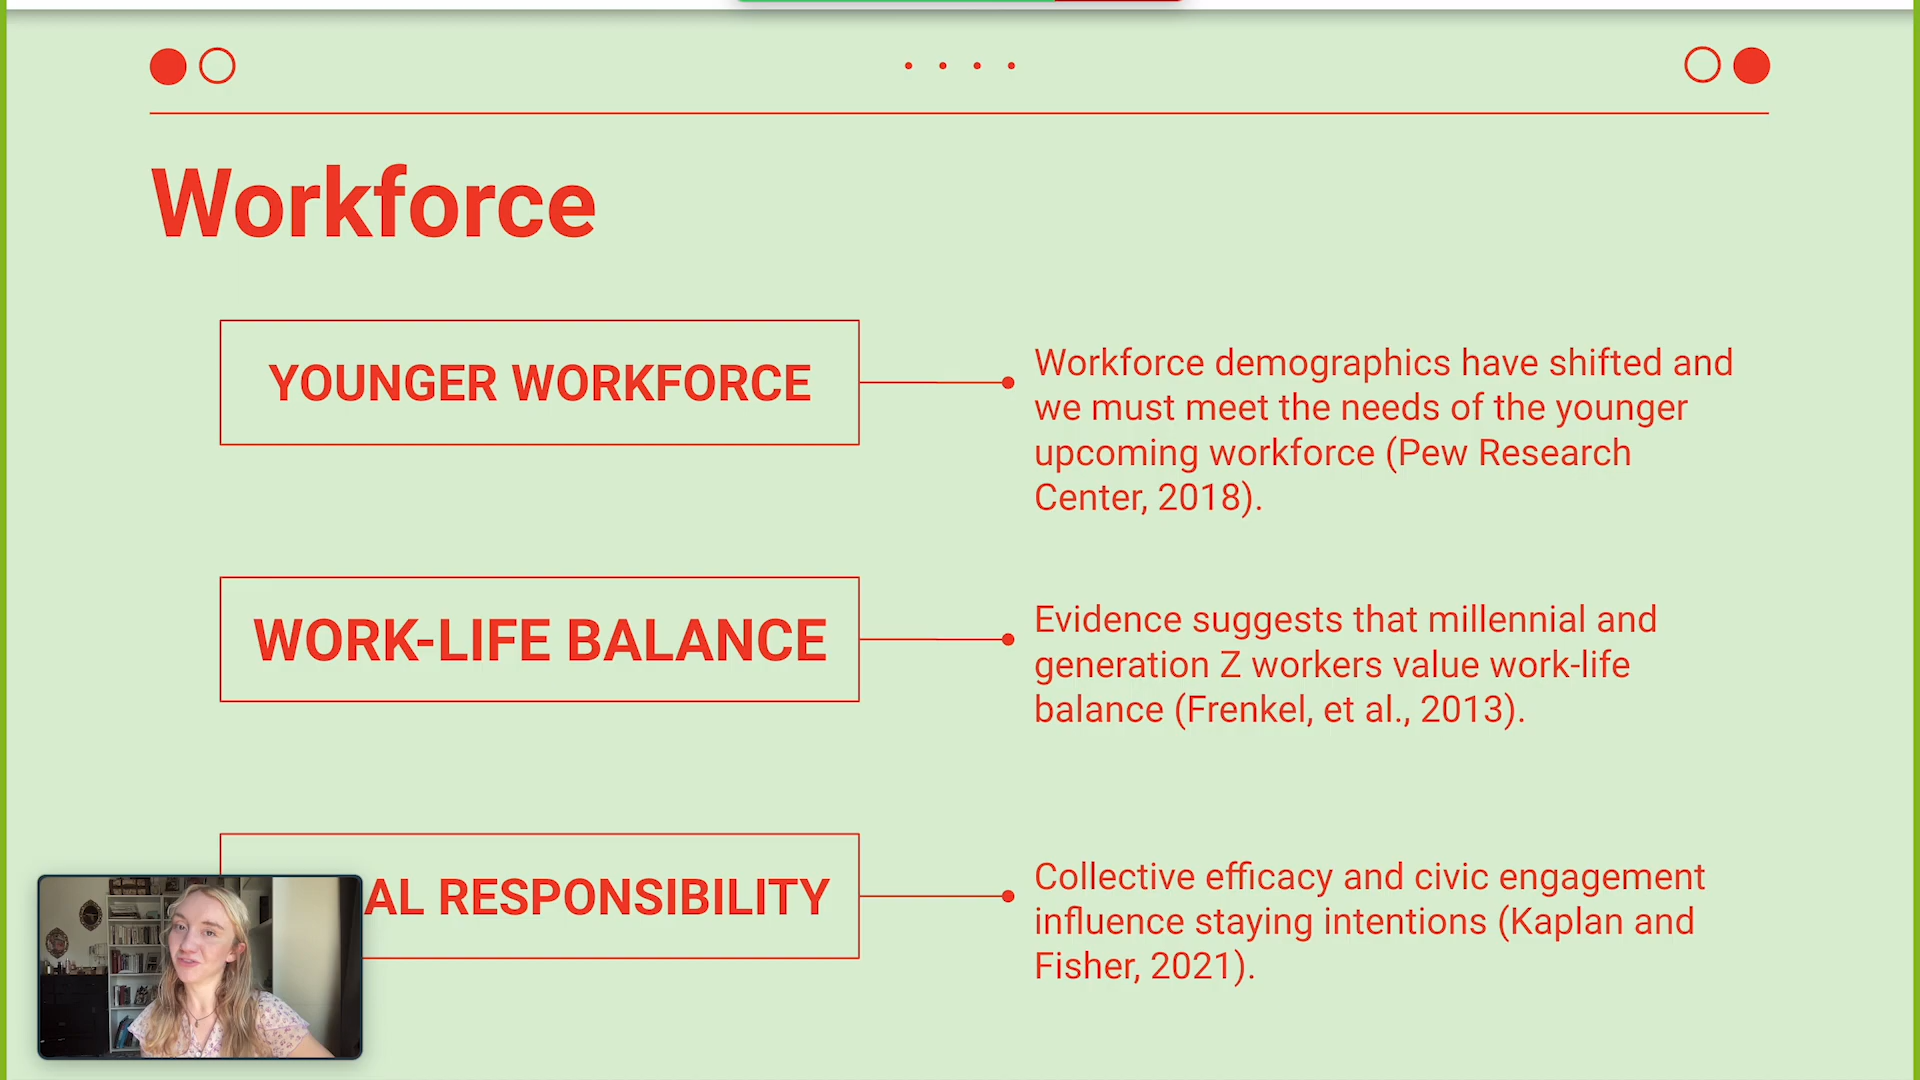 Workforce
YOUNGER WORKFORCE
Workforce demographics have shifted and
we must meet the needs of the younger
upcoming workforce (Pew Research
Center, 2018).
WORK-LIFE BALANCE
Evidence suggests that millennial and
generation Z workers value work-life
balance (Frenkel, et al., 2013).
AL RESPONSIBILITY
Collective efficacy and civic engagement
influence staying intentions (Kaplan and
Fisher, 2021).